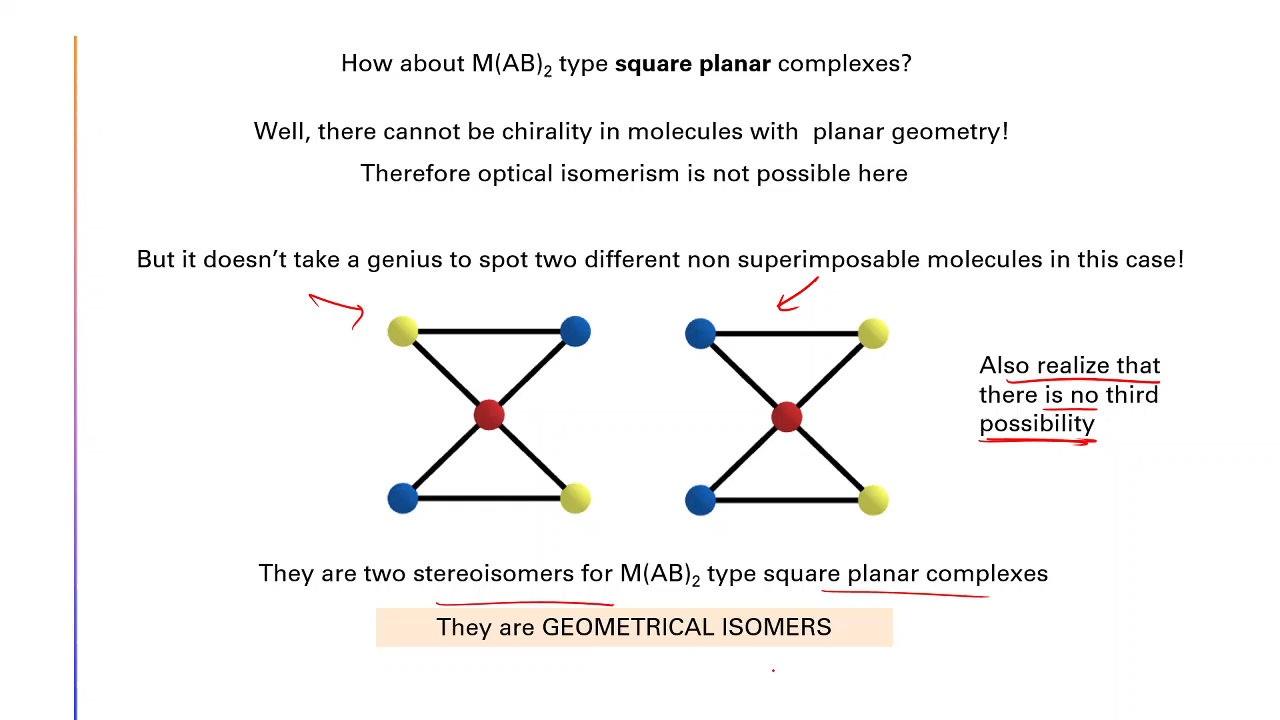 How about M(AB)₂ type square planar complexes?
Well, there cannot be chirality in molecules with planar geometry!
Therefore optical isomerism is not possible here
But it doesn't take a genius to spot two different non superimposable molecules in this case!
Also realize that
there is no third
possibility
They are two stereoisomers for M(AB)₂ type square planar complexes
They are GEOMETRICAL ISOMERS